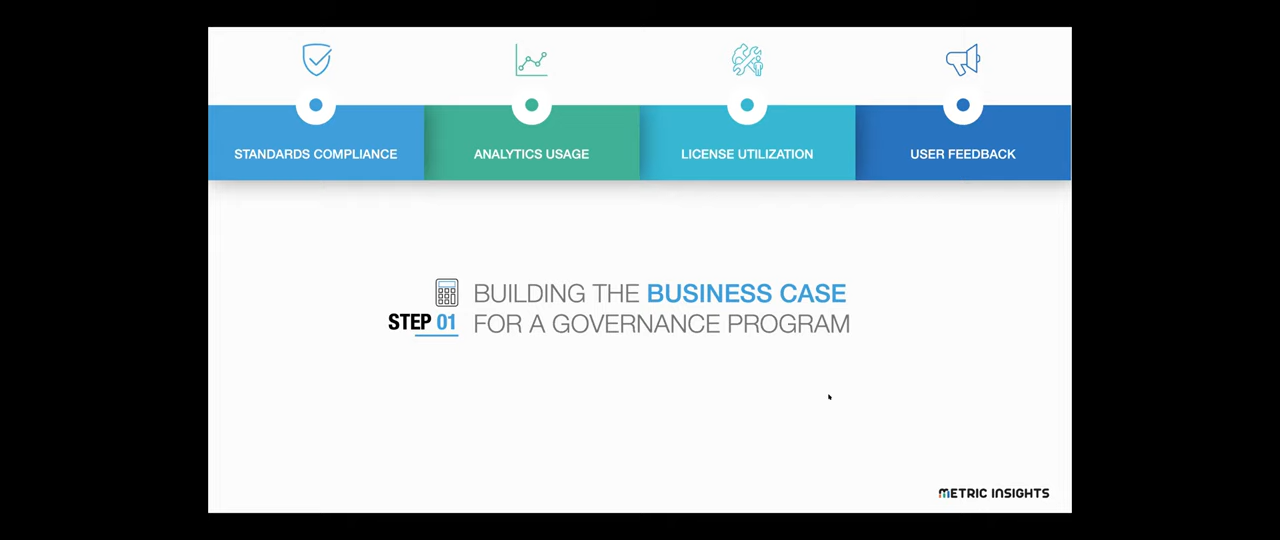 STANDARDS COMPLIANCE
ANALYTICS USAGE
LICENSE UTILIZATION
USER FEEDBACK
BUILDING THE BUSINESS CASE
STEP 01 FOR A GOVERNANCE PROGRAM
METRIC INSIGHTS